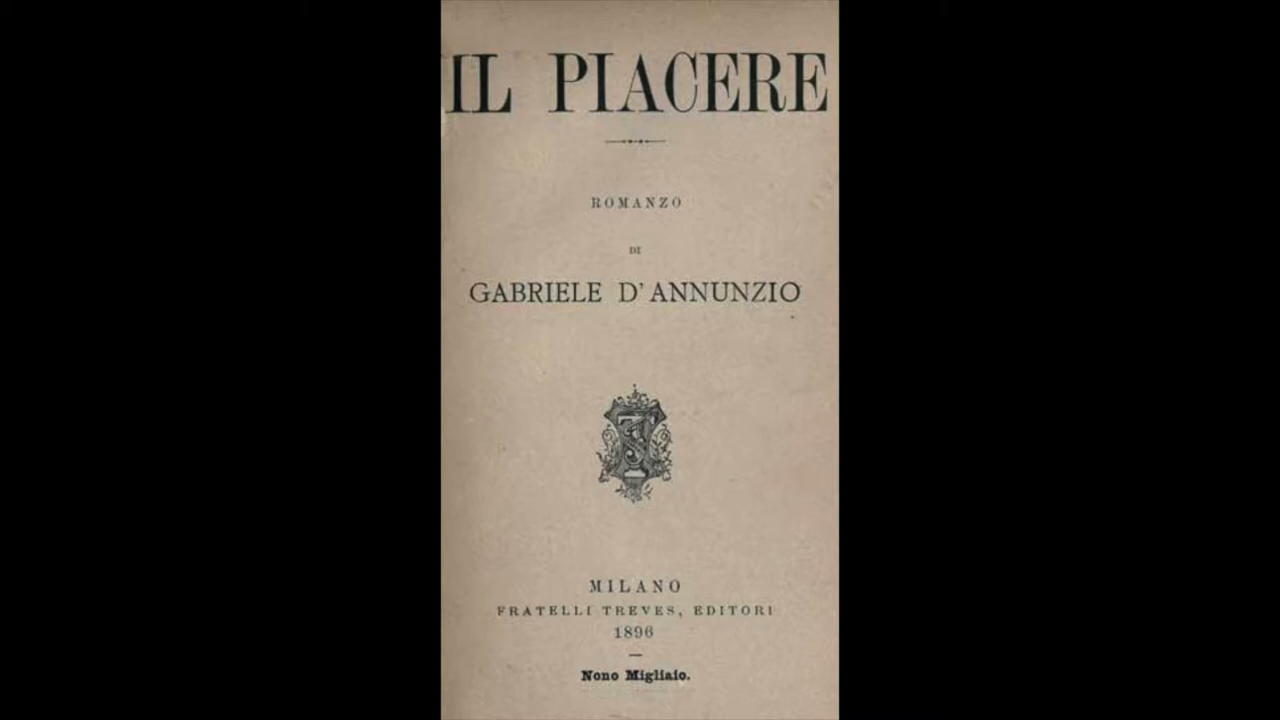 IL PIACERE
ROMANZO
DI
GABRIELE D'ANNUNZIO
MILANO
FRATELLI TREVES, EDITORI
1896
Nono Migliaio.